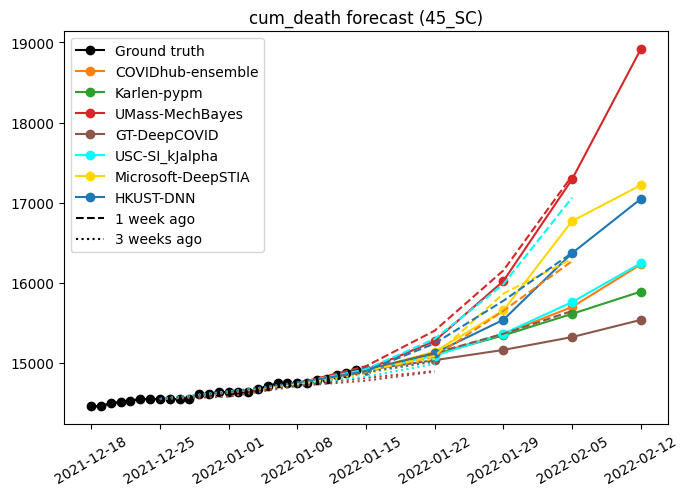 cum_death forecast (45_SC)
19000
18000
17000
16000
15000
Ground truth
COVIDhub-ensemble
Karlen-pypm
UMass-MechBayes
GT-DeepCOVID
USC-SI_kJalpha
Microsoft-DeepSTIA
HKUST-DNN
1 week ago
3 weeks ago
2021-12-18
2021-12-25
2022-01-01
2022-01-08
2022-01-15
2022-01-22
2022-01-29
2022-02-05
2022-02-12